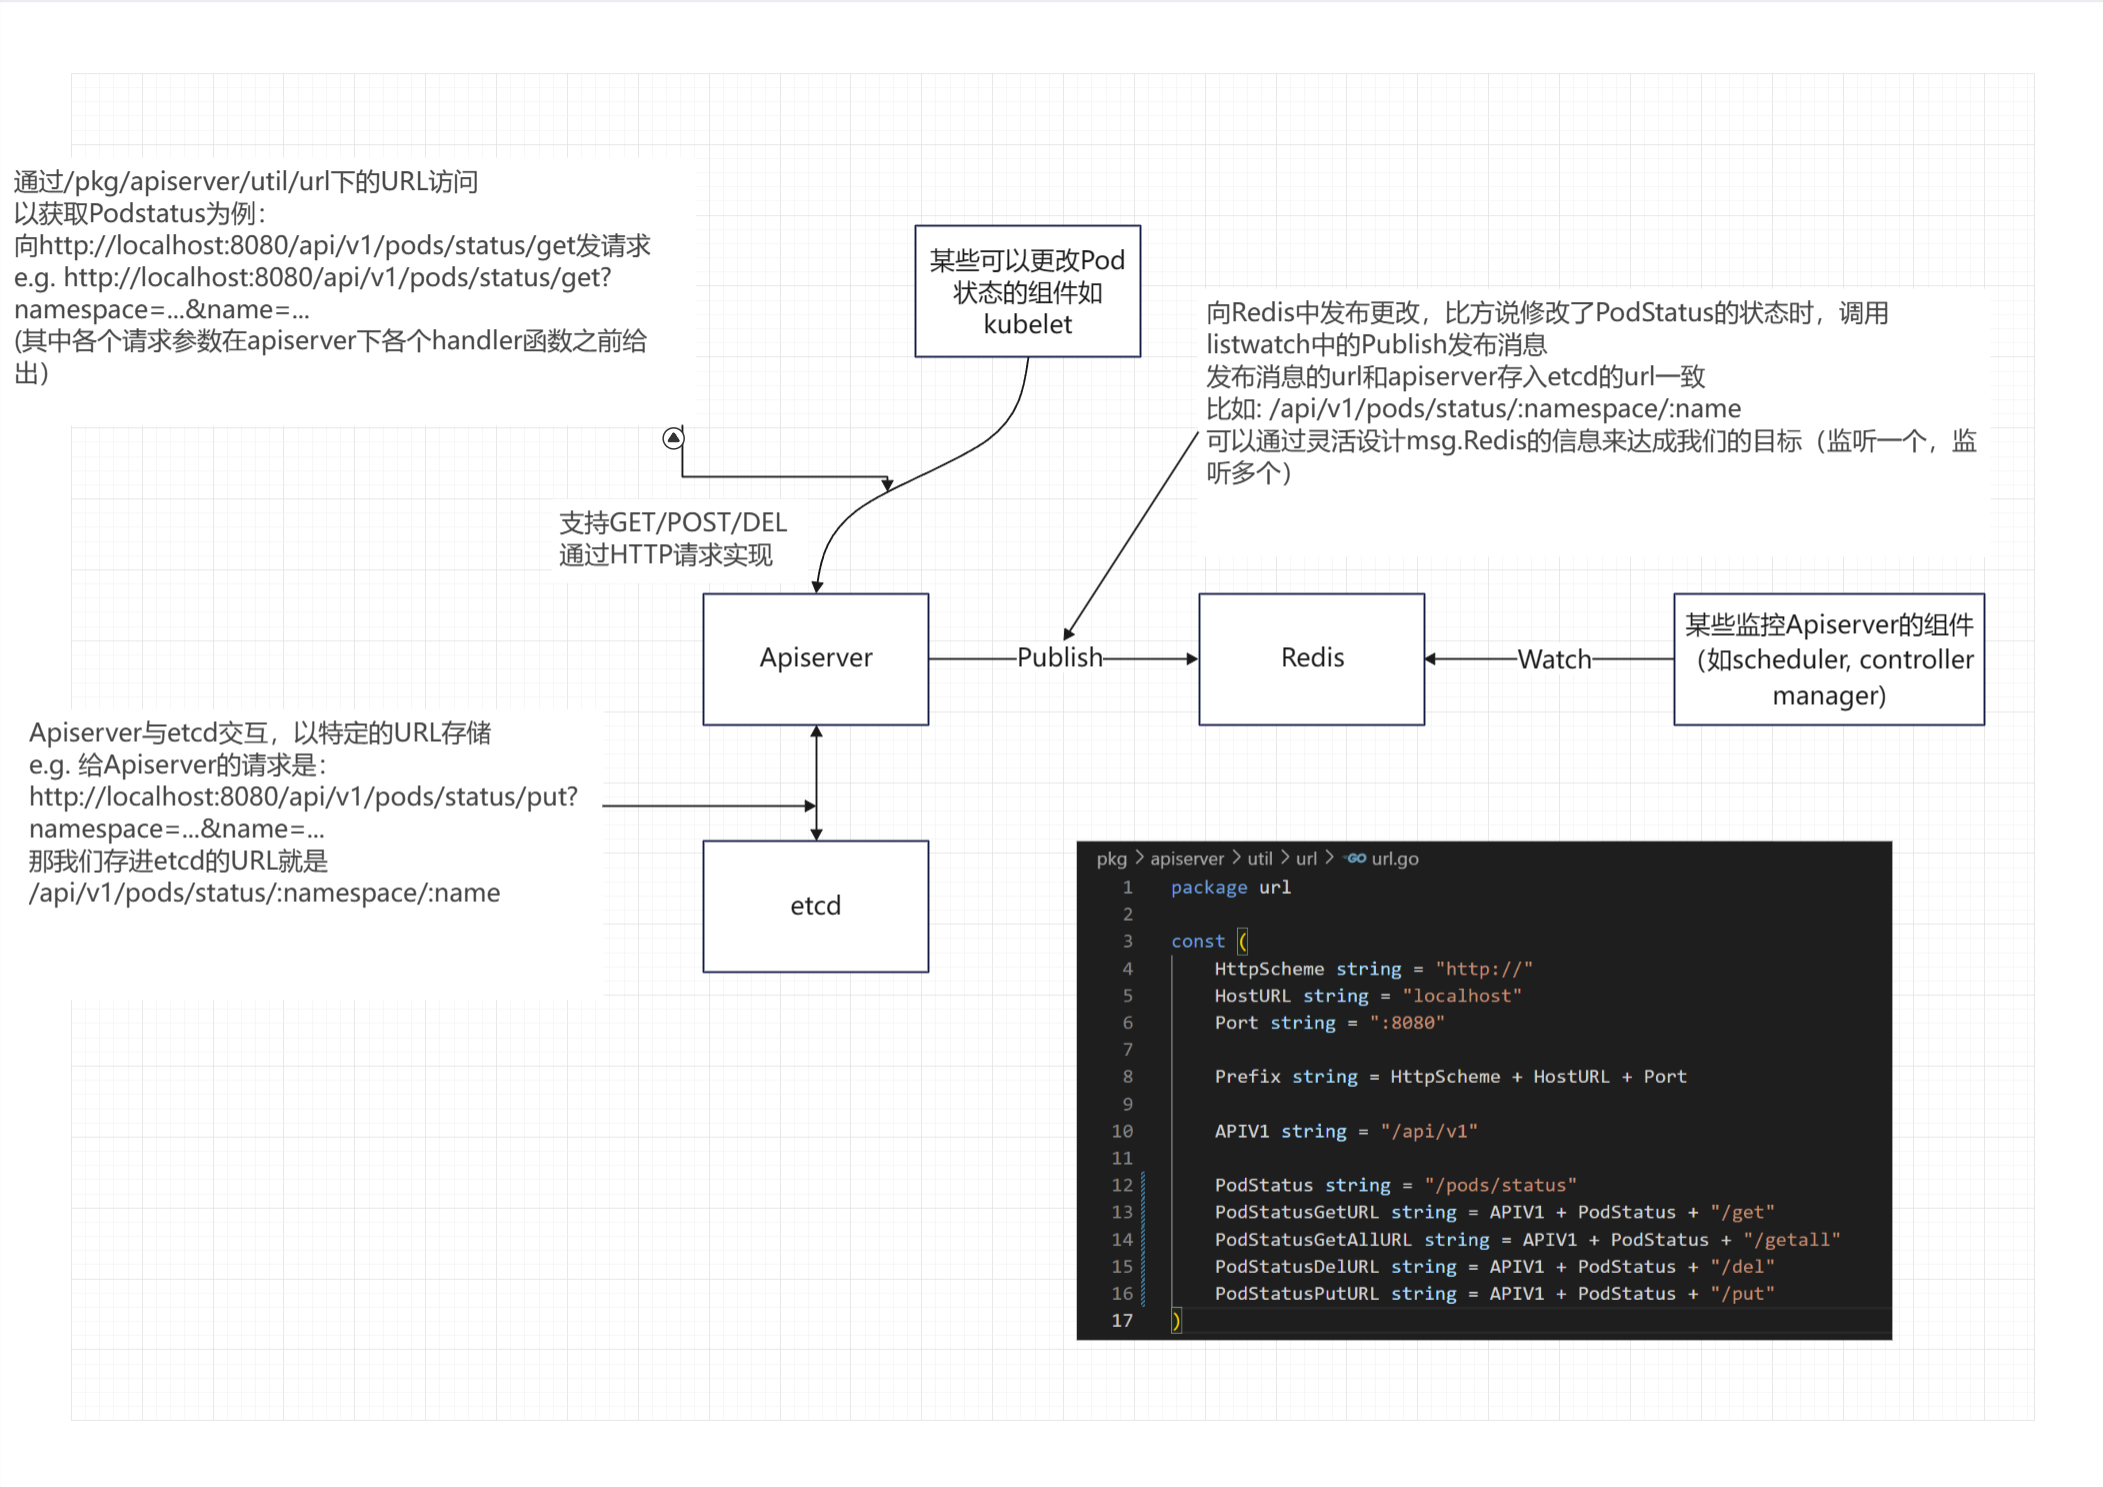 通过/pkg/apiserver/util/url下的URL访问
以获取Podstatus为例：
向http://localhost:8080/api/v1/pods/status/get发请求
e.g. http://localhost:8080/api/v1/pods/status/get?
namespace=...&name=...
(其中各个请求参数在apiserver下各个handler函数之前给
出）
某些可以更改Pod
状态的组件如
kubelet
向Redis中发布更改，比方说修改了PodStatus的状态时，调用
listwatch中的Publish发布消息
发布消息的url和apiserver存入etcd的url一致
比如: /api/v1/pods/status/:namespace/:name
可以通过灵活设计msg.Redis的信息来达成我们的目标（监听一个，监
听多个）
支持GET/POST/DEL
通过HTTP请求实现
Apiserver
Publish
Redis
Watch
某些监控Apiserver的组件
（如scheduler, controller
manager)
Apiserver与etcd交互，以特定的URL存储
e.g. 给Apiserver的请求是：
http://localhost:8080/api/v1/pods/status/put?
namespace=...&name=...
那我们存进etcd的URL就是
/api/v1/pods/status/:namespace/:name
etcd
pkg > apiserver > util > url > GO url.go
1 package url
2
3 const (
4 HttpScheme string = "http://"
5 HostURL string = "localhost"
6 Port string = ":8080"
7
8 Prefix string = HttpScheme + HostURL + Port
9
10 APIV1 string = "/api/v1"
11
12 PodStatus string = "/pods/status"
13 PodStatusGetURL string = APIV1 + PodStatus + "/get"
14 PodStatusGetAllURL string = APIV1 + PodStatus + "/getall"
15 PodStatusDelURL string = APIV1 + PodStatus + "/del"
16 PodStatusPutURL string = APIV1 + PodStatus + "/put"
17 )